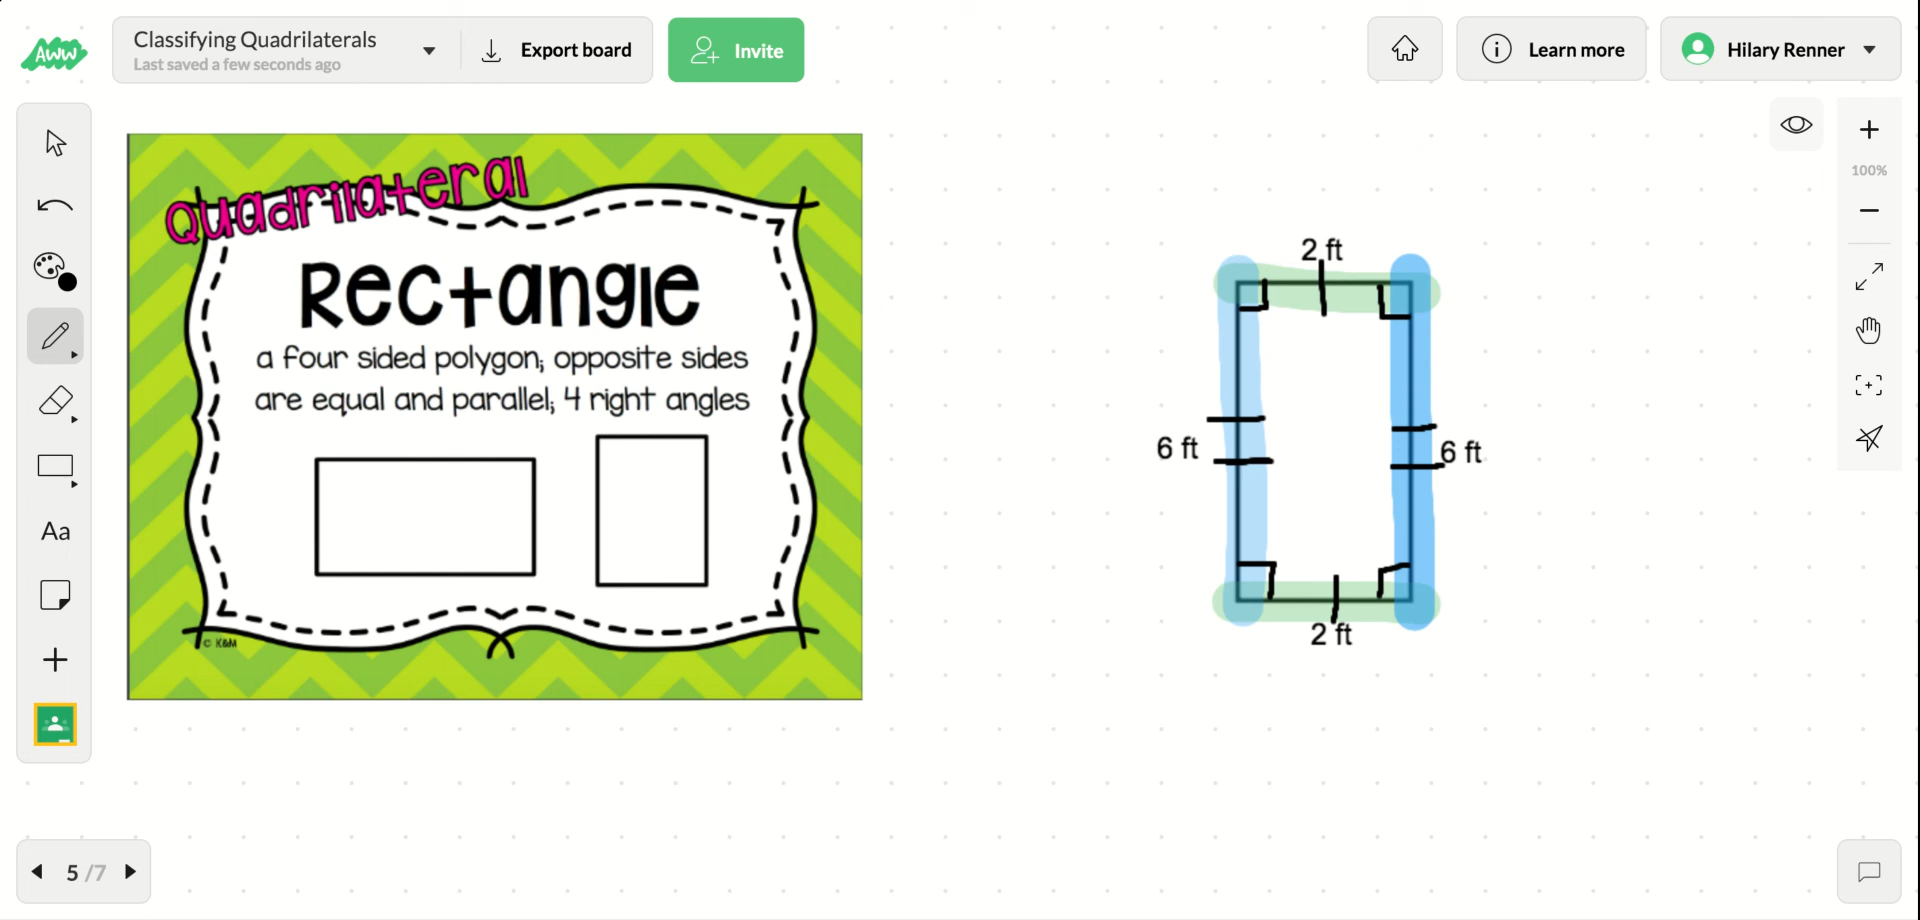 AWW
Classifying Quadrilaterals
Last saved a few seconds ago
Export board
Invite
Learn more
Hilary Renner
100%
Quadrilateral
Rectangle
a four sided polygon; opposite sides
are equal and parallel; 4 right angles
© K&M
2 ft
6 ft
6 ft
2 ft
Aa
5 /7